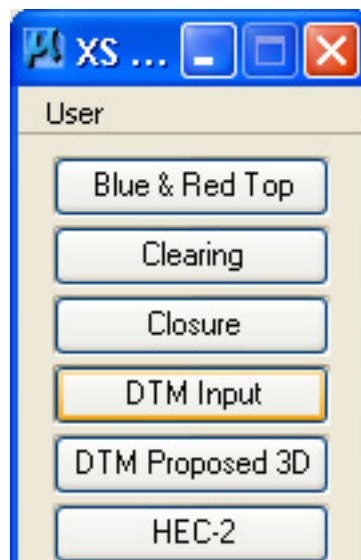 XS ...
User
Blue & Red Top
Clearing
Closure
DTM Input
DTM Proposed 3D
HEC-2